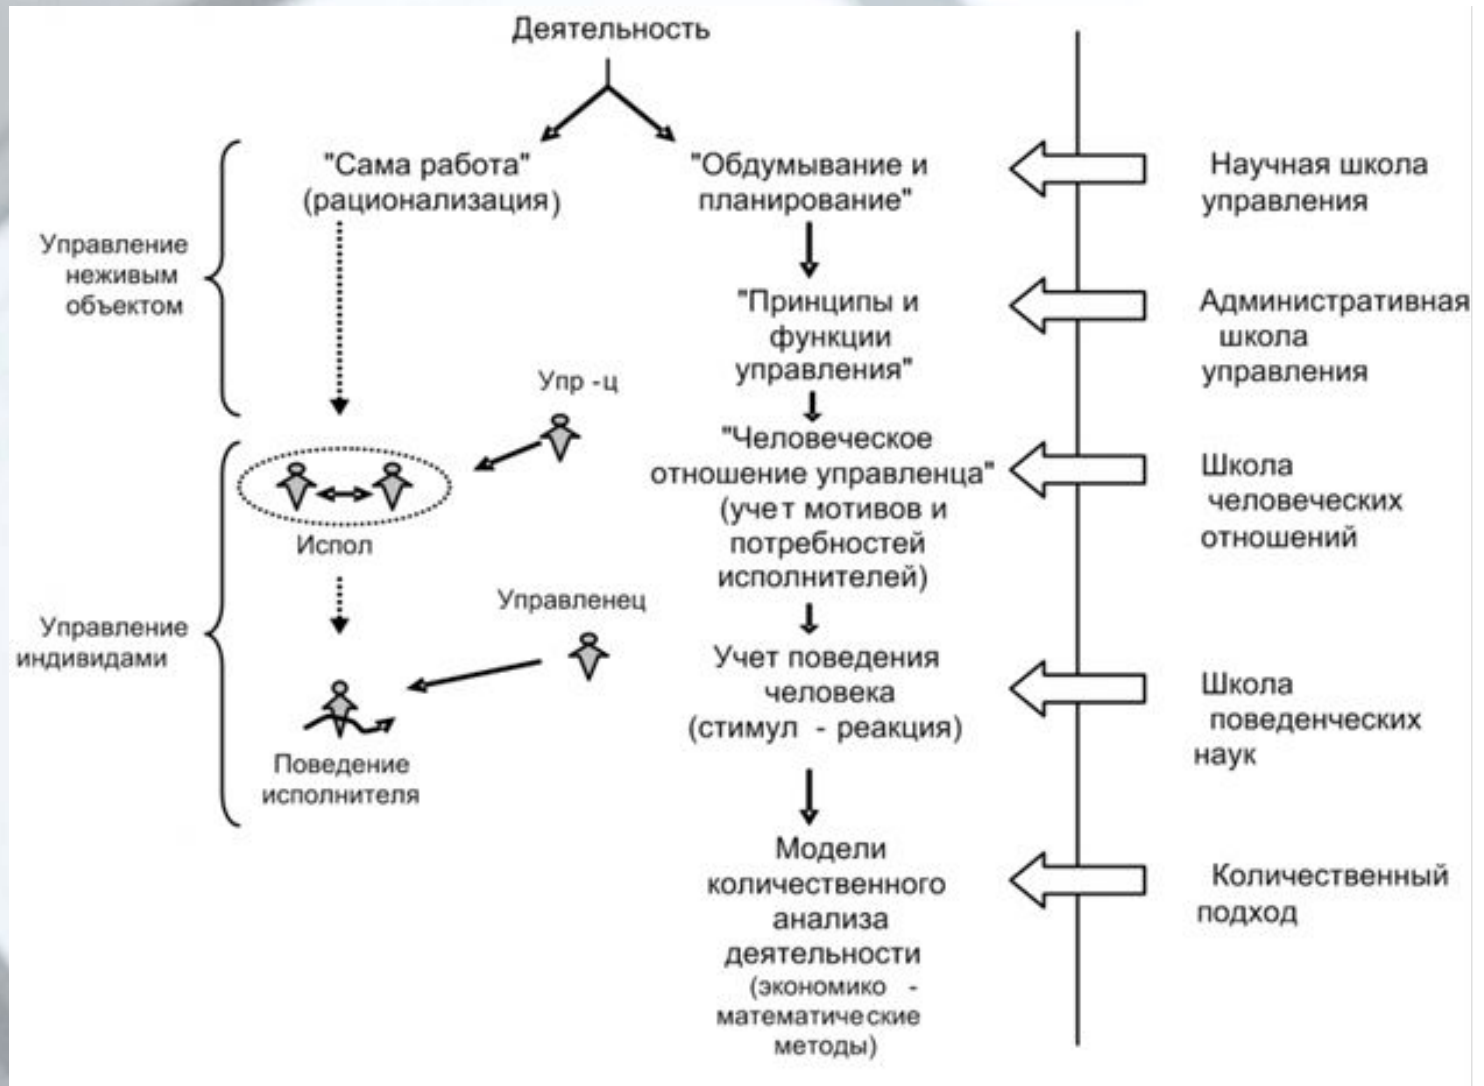 Деятельность
"Сама работа"
(рационализация)
"Обдумывание и
планирование"
Научная школа
управления
Управление
неживым
объектом
"Принципы и
функции
управления"
Административная
школа
управления
Упр -ц
"Человеческое
отношение управленца"
(учет мотивов и
потребностей
исполнителей)
Школа
человеческих
отношений
Испол
Управленец
Управление
индивидами
Учет поведения
человека
(стимул - реакция)
Школа
поведенческих
наук
Поведение
исполнителя
Модели
количественного
анализа
деятельности
(экономико -
математические
методы)
Количественный
подход